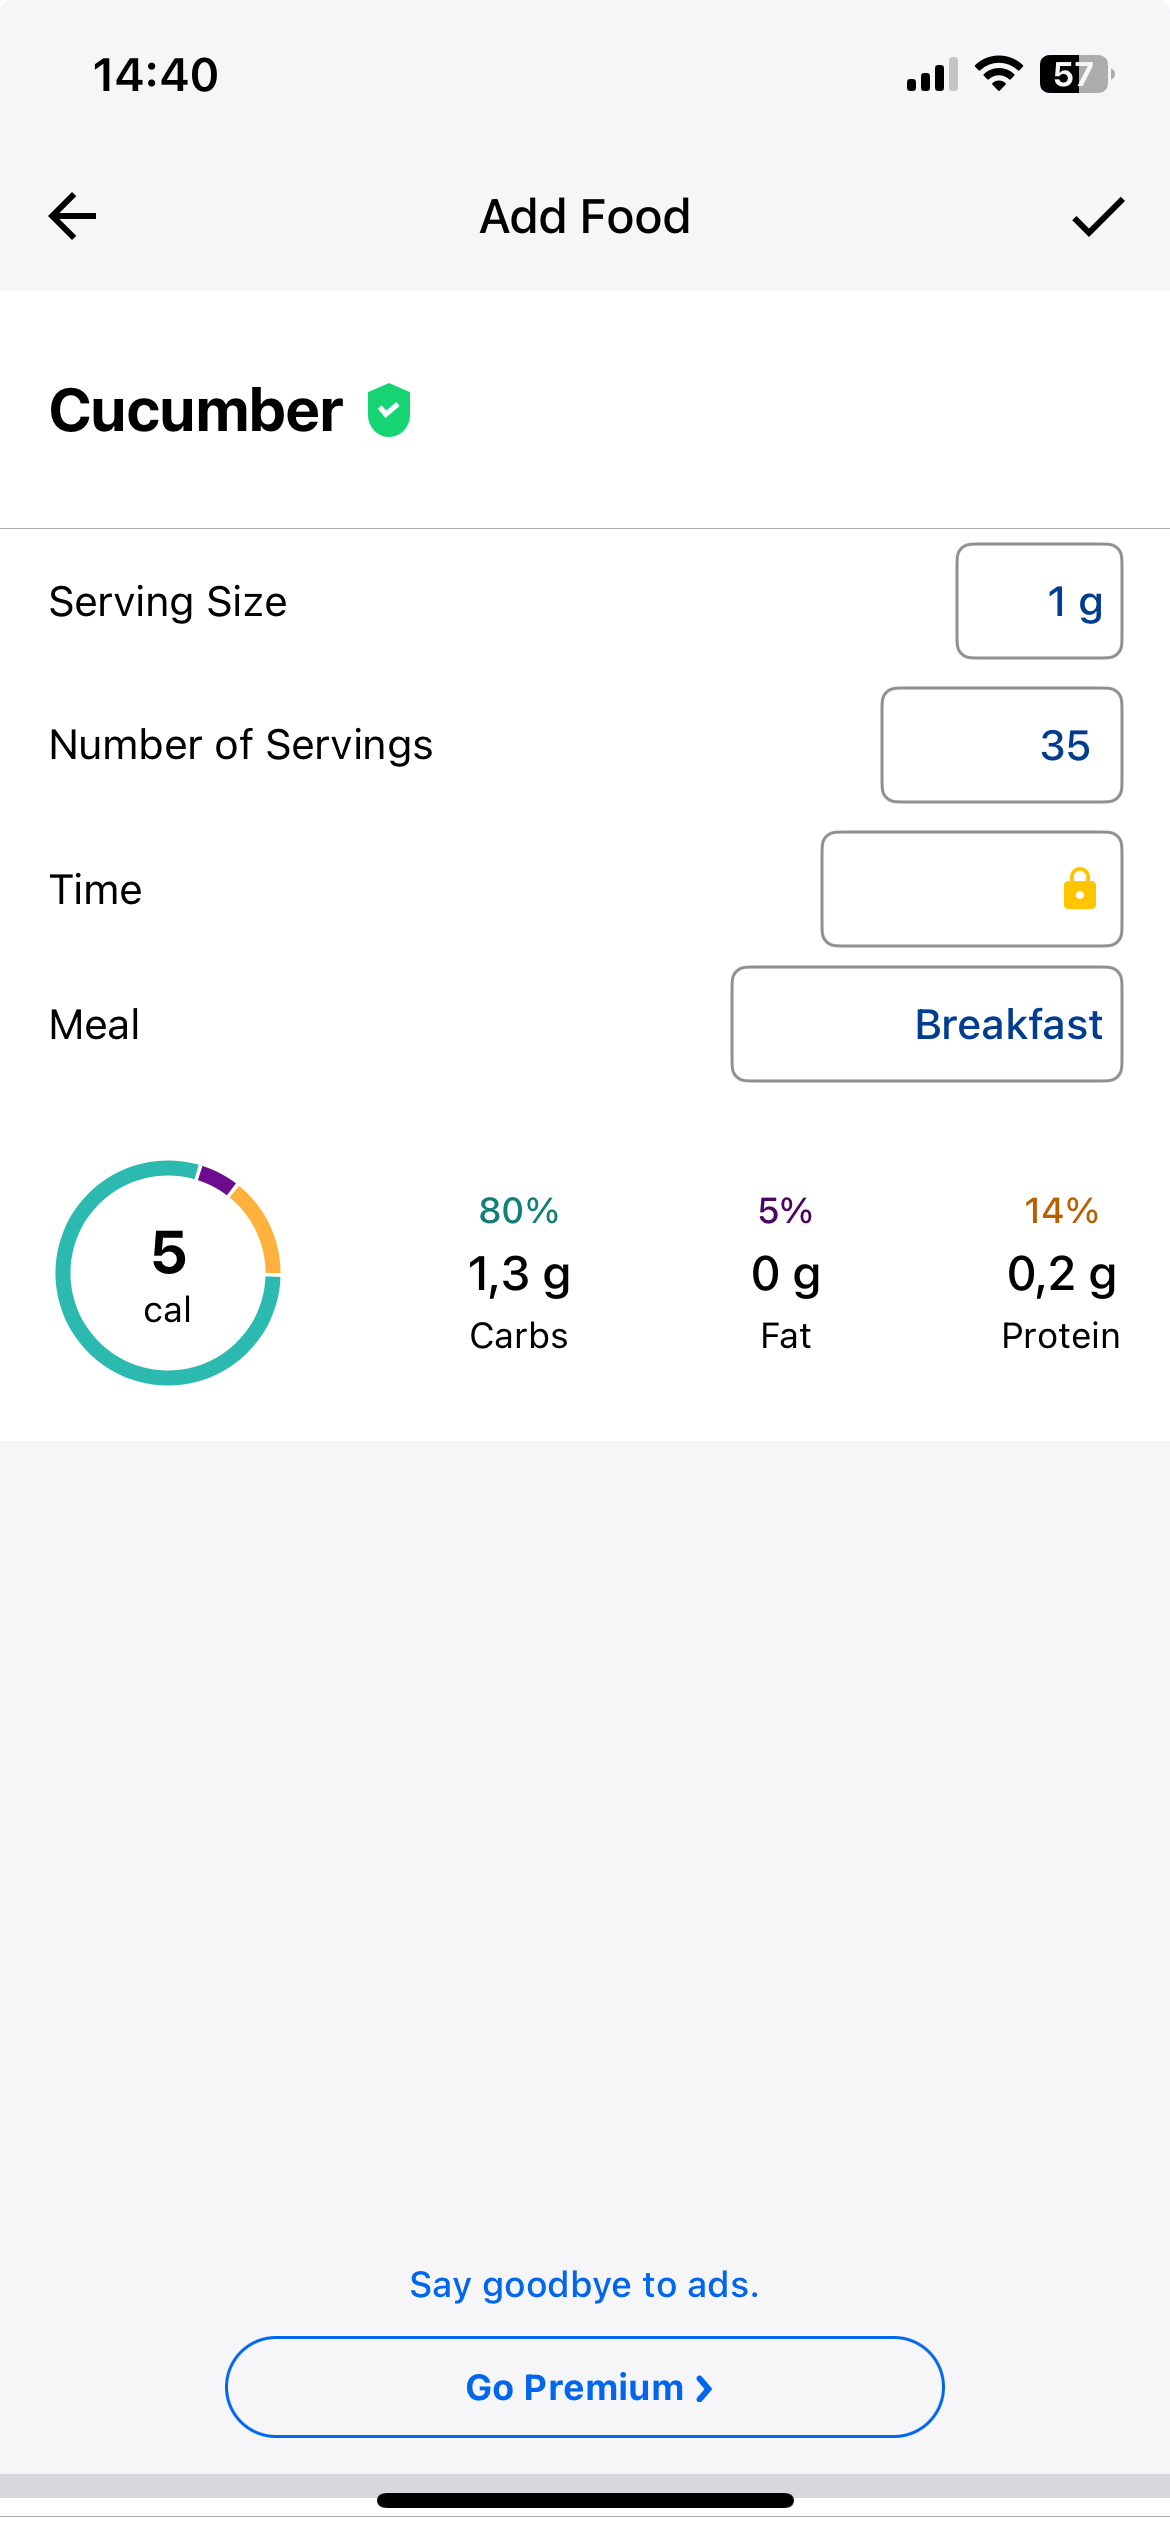 14:40
57
Add Food
Cucumber
Serving Size
1 g
Number of Servings
35
Time
Meal
Breakfast
5
cal
80%
1,3 g
Carbs
5%
0 g
Fat
14%
0,2 g
Protein
Say goodbye to ads.
Go Premium